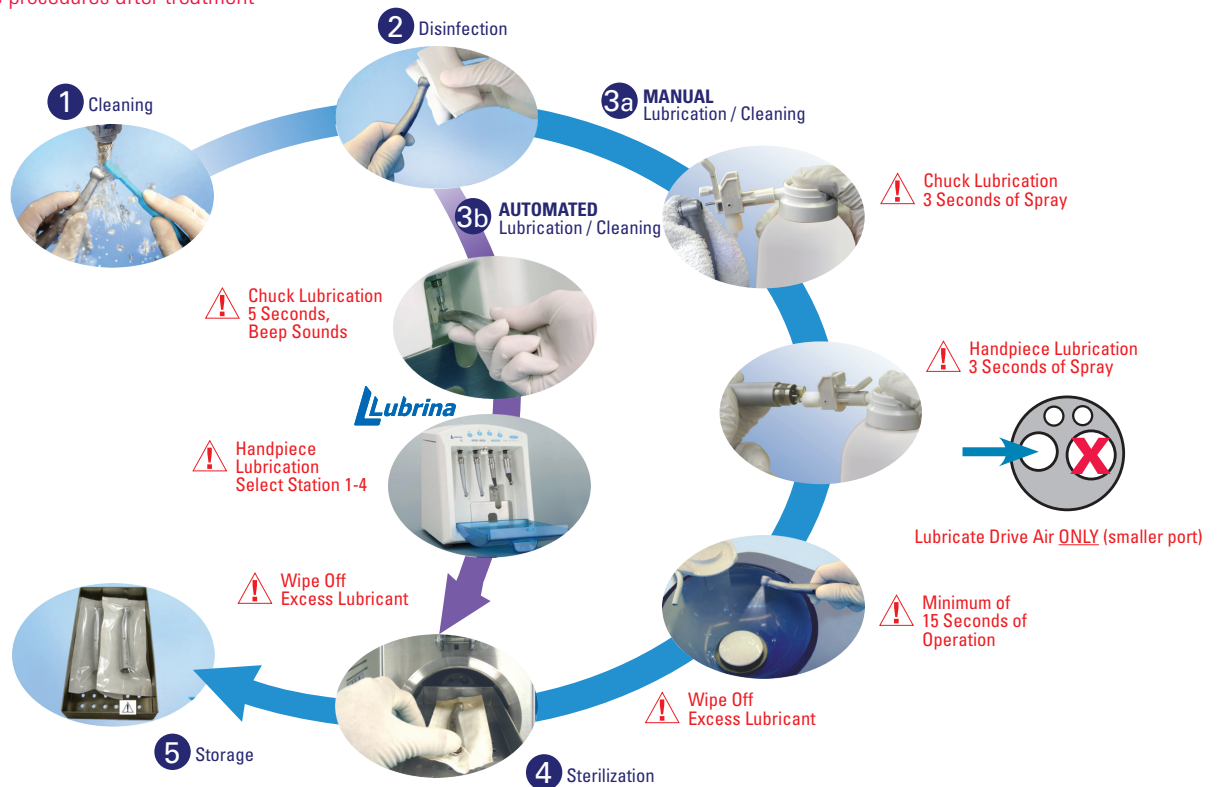 procedures after treatment
2 Disinfection
1 Cleaning
3a MANUAL
Lubrication / Cleaning
Chuck Lubrication
3 Seconds of Spray
3b AUTOMATED
Lubrication / Cleaning
Chuck Lubrication
5 Seconds,
Beep Sounds
Handpiece Lubrication
3 Seconds of Spray
X
Lubrina
Handpiece
Lubrication
Select Station 1-4
Lubricate Drive Air ONLY (smaller port)
Wipe Off
Excess Lubricant
Minimum of
15 Seconds of
Operation
Wipe Off
Excess Lubricant
5 Storage
4 Sterilization